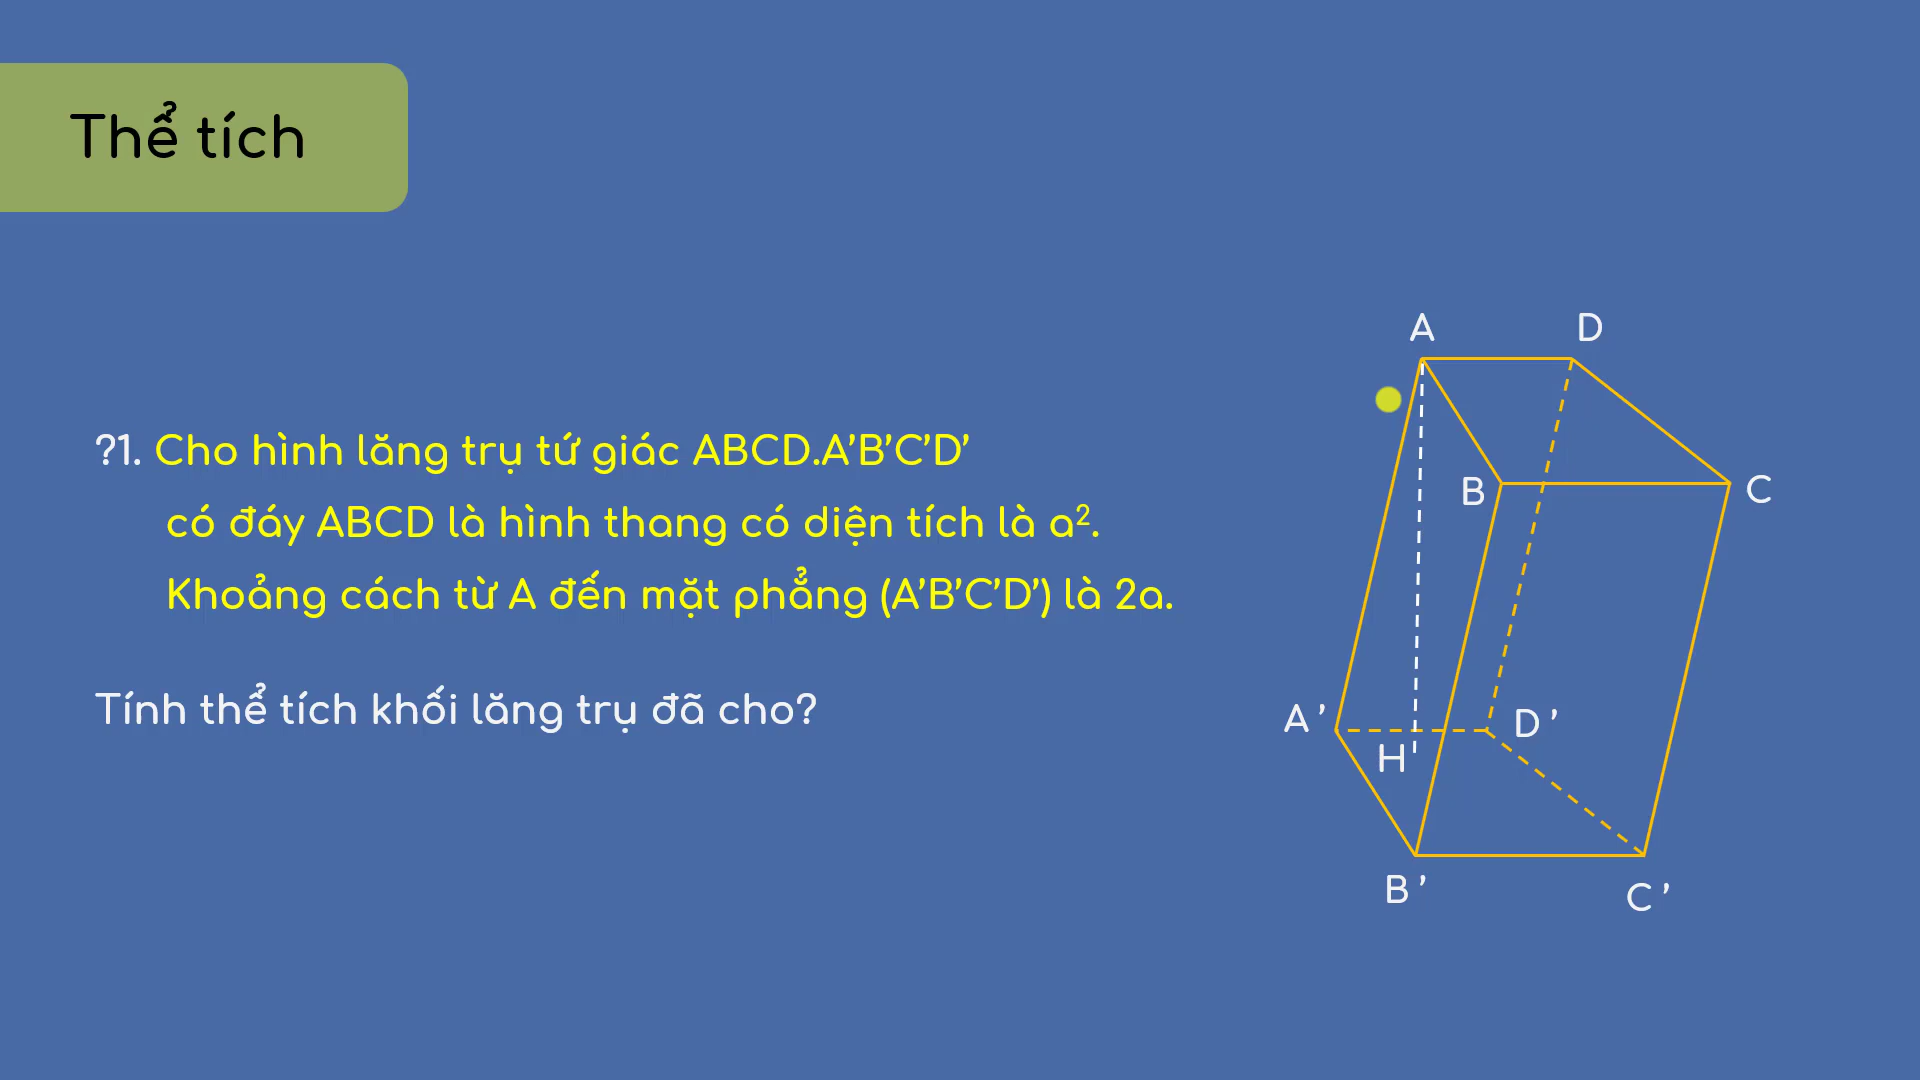 Thể tích
?1. Cho hình lăng trụ tứ giác ABCD.A’B’C’D’
có đáy ABCD là hình thang có diện tích là a².
Khoảng cách từ A đến mặt phẳng (A’B’C’D’) là 2a.
Tính thể tích khối lăng trụ đã cho?
A D
B C
A ’ D ’
H
B ’ C ’